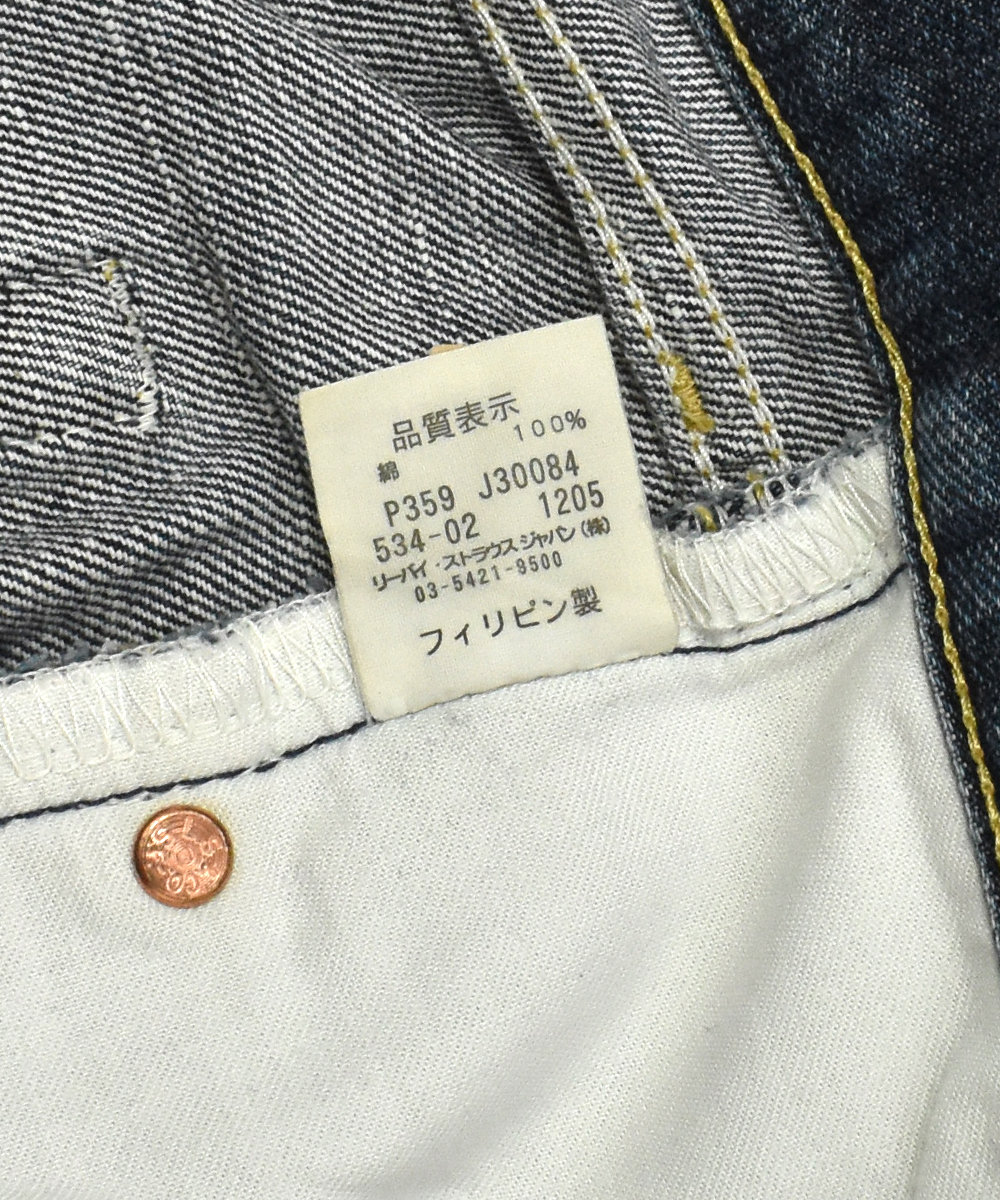 品質表示
綿 100%
P359 J30084
534-02 1205
リーバイ・ストラウスジャパン(株)
03-5421-9500
フィリピン製